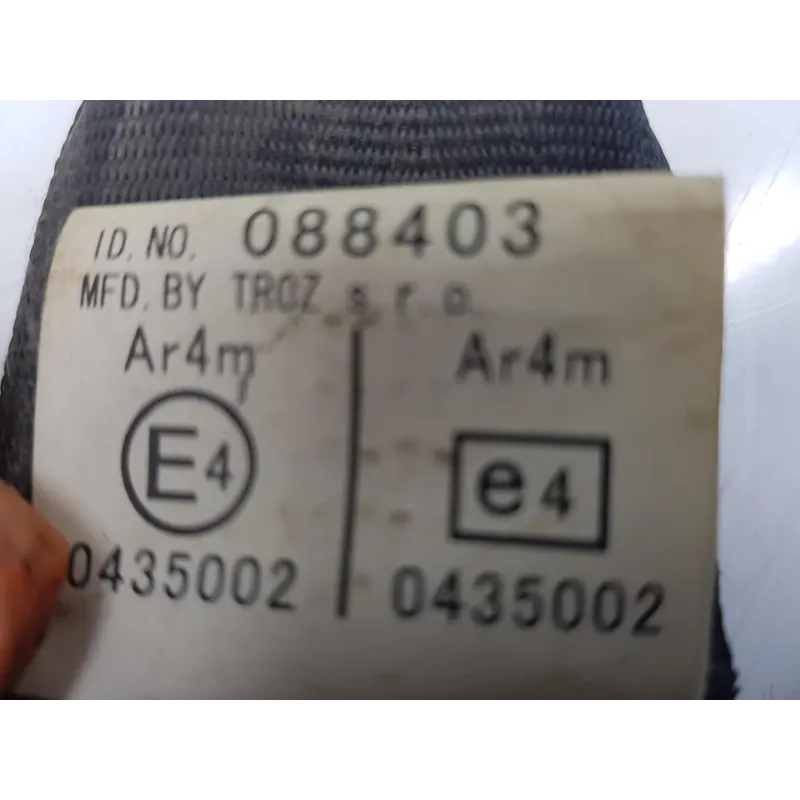 ID. NO. 088403
MFD. BY TROZ s.r.o.
Ar4m Ar4m
E4 e4
0435002 0435002